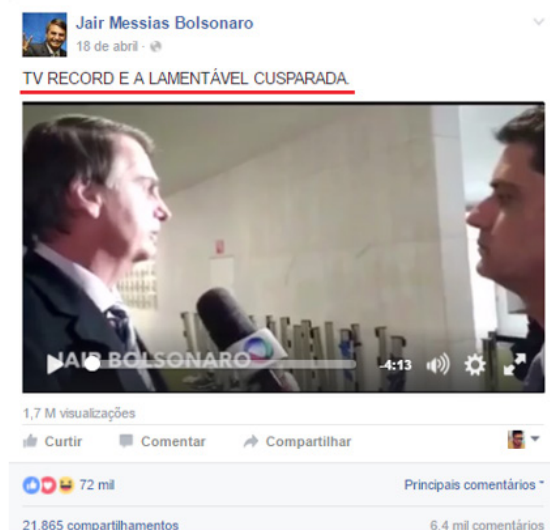 Jair Messias Bolsonaro
18 de abril ·
TV RECORD E A LAMENTÁVEL CUSPARADA.
JAIR BOLSONARO
-4:13
1,7 M visualizações
Curtir Comentar Compartilhar
72 mil Principais comentários
21.865 compartilhamentos 6,4 mil comentários